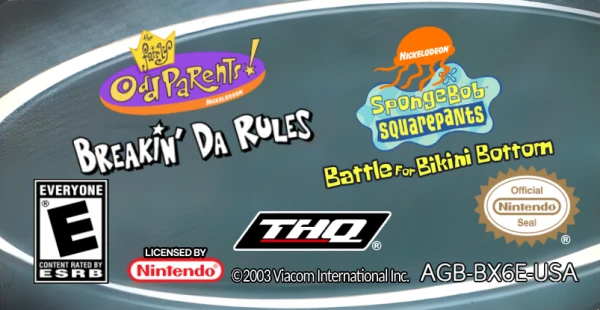 The Fairly
OddParents!
NICKELODEON
BREAKIN' DA RULES
NICKELODEON
SpongeBob
SQUAREPANTS
Battle For Bikini Bottom
EVERYONE
E
®
CONTENT RATED BY
ESRB
LICENSED BY
Nintendo®
THQ®
©2003 Viacom International Inc.
Official
Nintendo
Seal
®
AGB-BX6E-USA